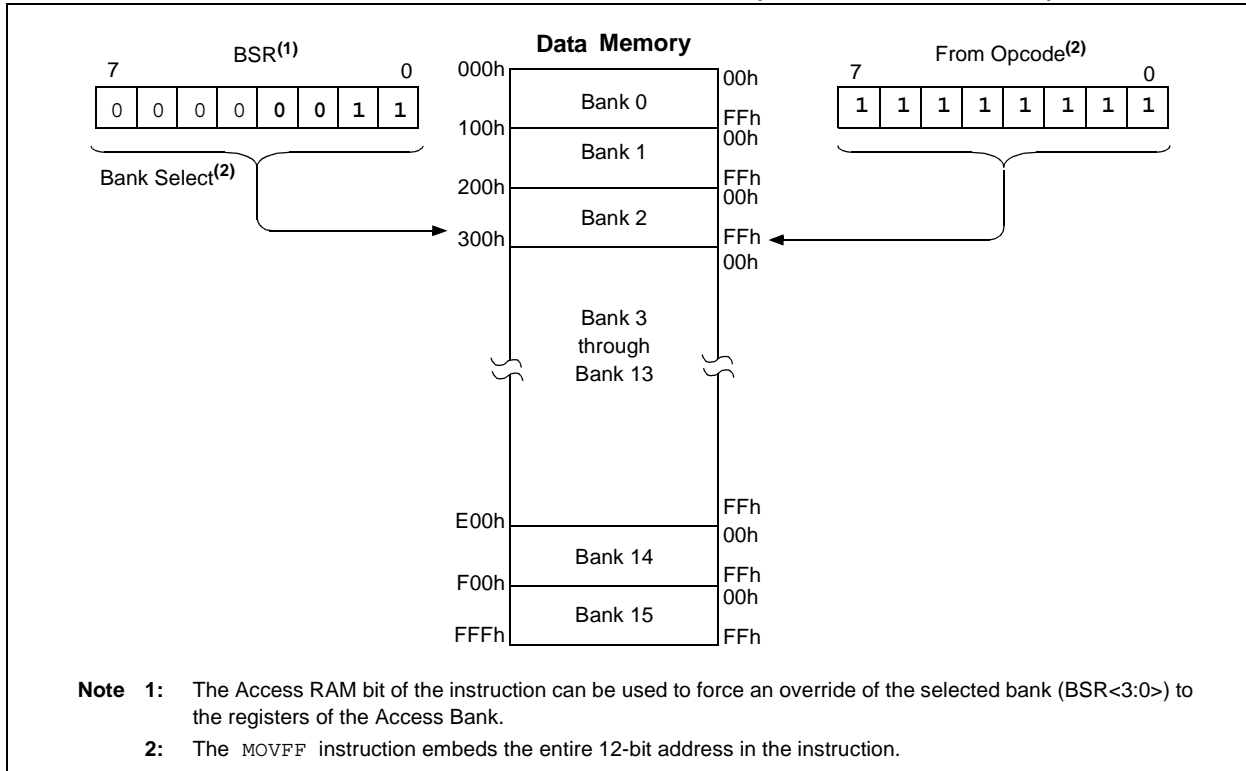 Data Memory
BSR(1)
7 0
0 0 0 0 0 0 1 1
Bank Select(2)
From Opcode(2)
7 0
1 1 1 1 1 1 1 1
000h
00h
Bank 0
FFh
100h
00h
Bank 1
FFh
200h
00h
Bank 2
FFh
300h
00h
Bank 3
through
Bank 13
FFh
E00h
00h
Bank 14
FFh
F00h
00h
Bank 15
FFFh
FFh
Note 1: The Access RAM bit of the instruction can be used to force an override of the selected bank (BSR<3:0>) to
the registers of the Access Bank.
2: The MOVFF instruction embeds the entire 12-bit address in the instruction.